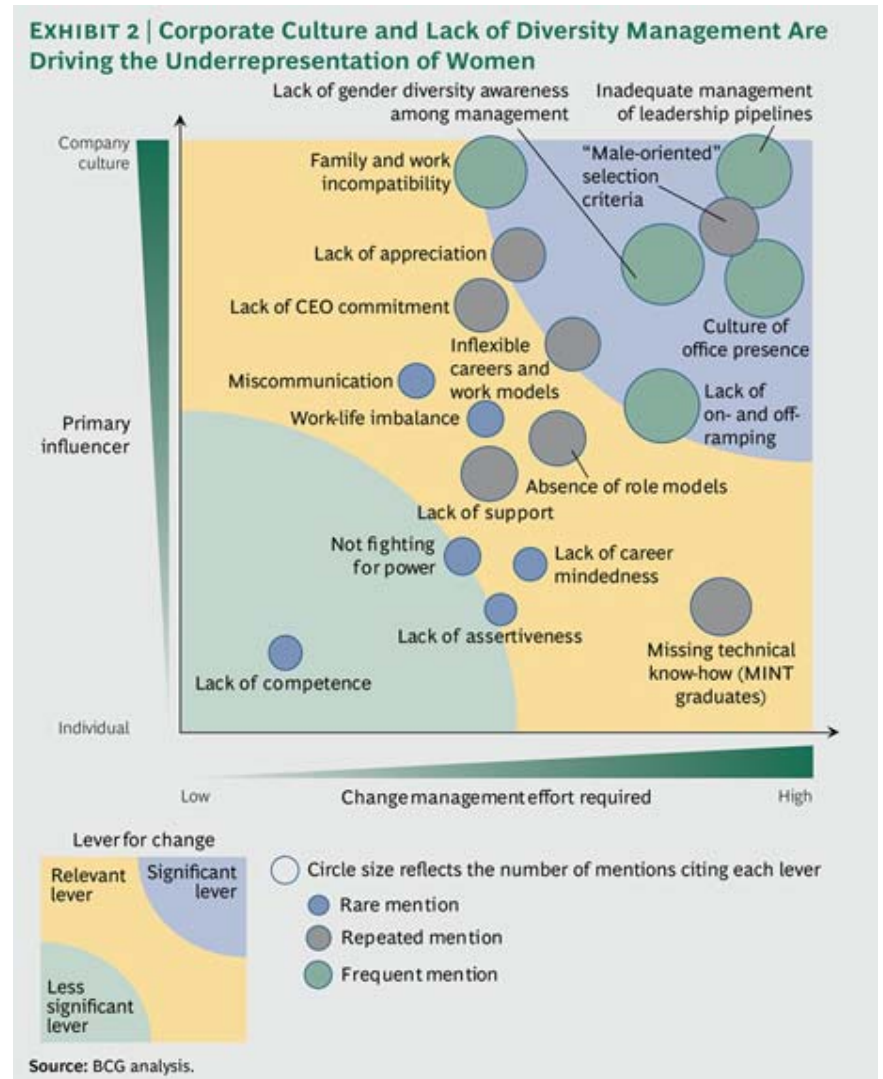 EXHIBIT 2 | Corporate Culture and Lack of Diversity Management Are
Driving the Underrepresentation of Women
Lack of gender diversity awareness
among management
Inadequate management
of leadership pipelines
Company
culture
Family and work
incompatibility
"Male-oriented"
selection
criteria
Lack of appreciation
Lack of CEO commitment
Culture of
office presence
Inflexible
careers and
work models
Miscommunication
Lack of
on- and off-
ramping
Work-life imbalance
Primary
influencer
Absence of role models
Lack of support
Not fighting
for power
Lack of career
mindedness
Lack of assertiveness
Missing technical
know-how (MINT
graduates)
Lack of competence
Individual
Low
Change management effort required
High
Lever for change
Relevant
lever
Significant
lever
Less
significant
lever
Circle size reflects the number of mentions citing each lever
Rare mention
Repeated mention
Frequent mention
Source: BCG analysis.